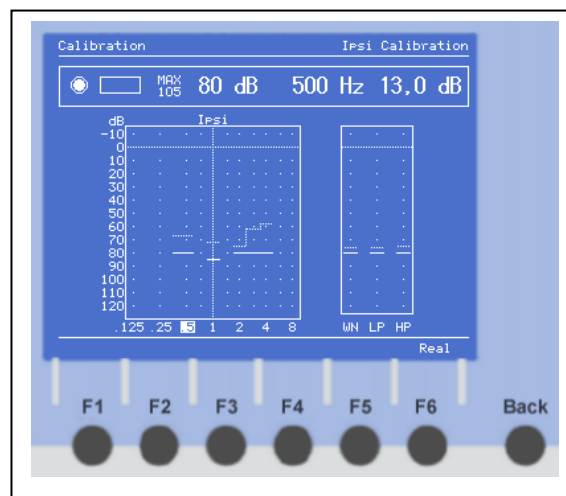 Calibration Ipsi Calibration
MAX 105 80 dB 500 Hz 13,0 dB
dB Ipsi
-10
0
10
20
30
40
50
60
70
80
90
100
110
120
.125 .25 .5 1 2 4 8 WN LP HP
Real
F1 F2 F3 F4 F5 F6 Back